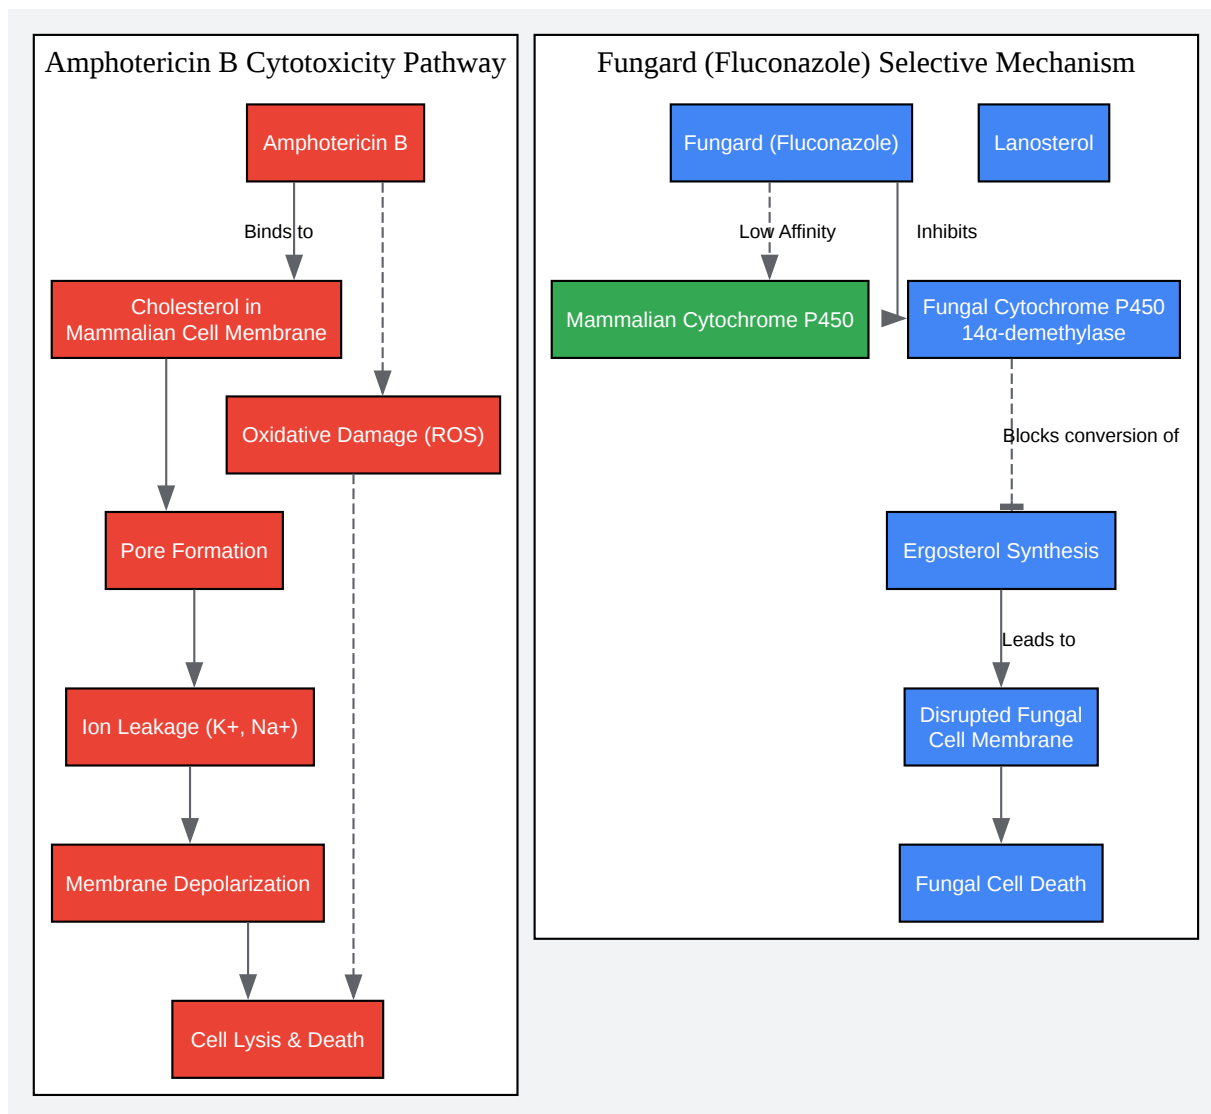 Amphotericin B Cytotoxicity Pathway
Amphotericin B
Binds to
Cholesterol in
Mammalian Cell Membrane
Oxidative Damage (ROS)
Pore Formation
Ion Leakage (K+, Na+)
Membrane Depolarization
Cell Lysis & Death
Fungard (Fluconazole) Selective Mechanism
Fungard (Fluconazole)
Lanosterol
Low Affinity
Inhibits
Mammalian Cytochrome P450
Fungal Cytochrome P450
14α-demethylase
Blocks conversion of
Ergosterol Synthesis
Leads to
Disrupted Fungal
Cell Membrane
Fungal Cell Death